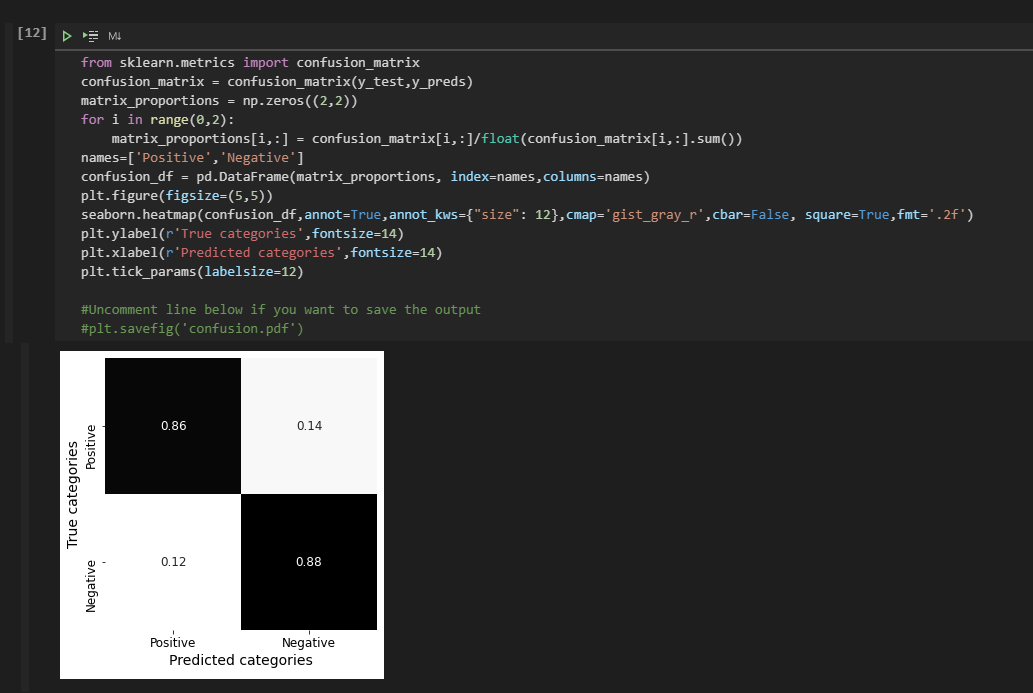 [12]
M↓
from sklearn.metrics import confusion_matrix
confusion_matrix = confusion_matrix(y_test,y_preds)
matrix_proportions = np.zeros((2,2))
for i in range(0,2):
    matrix_proportions[i,:] = confusion_matrix[i,:]/float(confusion_matrix[i,:].sum())
names=['Positive','Negative']
confusion_df = pd.DataFrame(matrix_proportions, index=names,columns=names)
plt.figure(figsize=(5,5))
seaborn.heatmap(confusion_df,annot=True,annot_kws={"size": 12},cmap='gist_gray_r',cbar=False, square=True,fmt='.2f')
plt.ylabel(r'True categories',fontsize=14)
plt.xlabel(r'Predicted categories',fontsize=14)
plt.tick_params(labelsize=12)
#Uncomment line below if you want to save the output
#plt.savefig('confusion.pdf')
True categories
Positive
0.86
0.14
Negative
0.12
0.88
Positive
Negative
Predicted categories